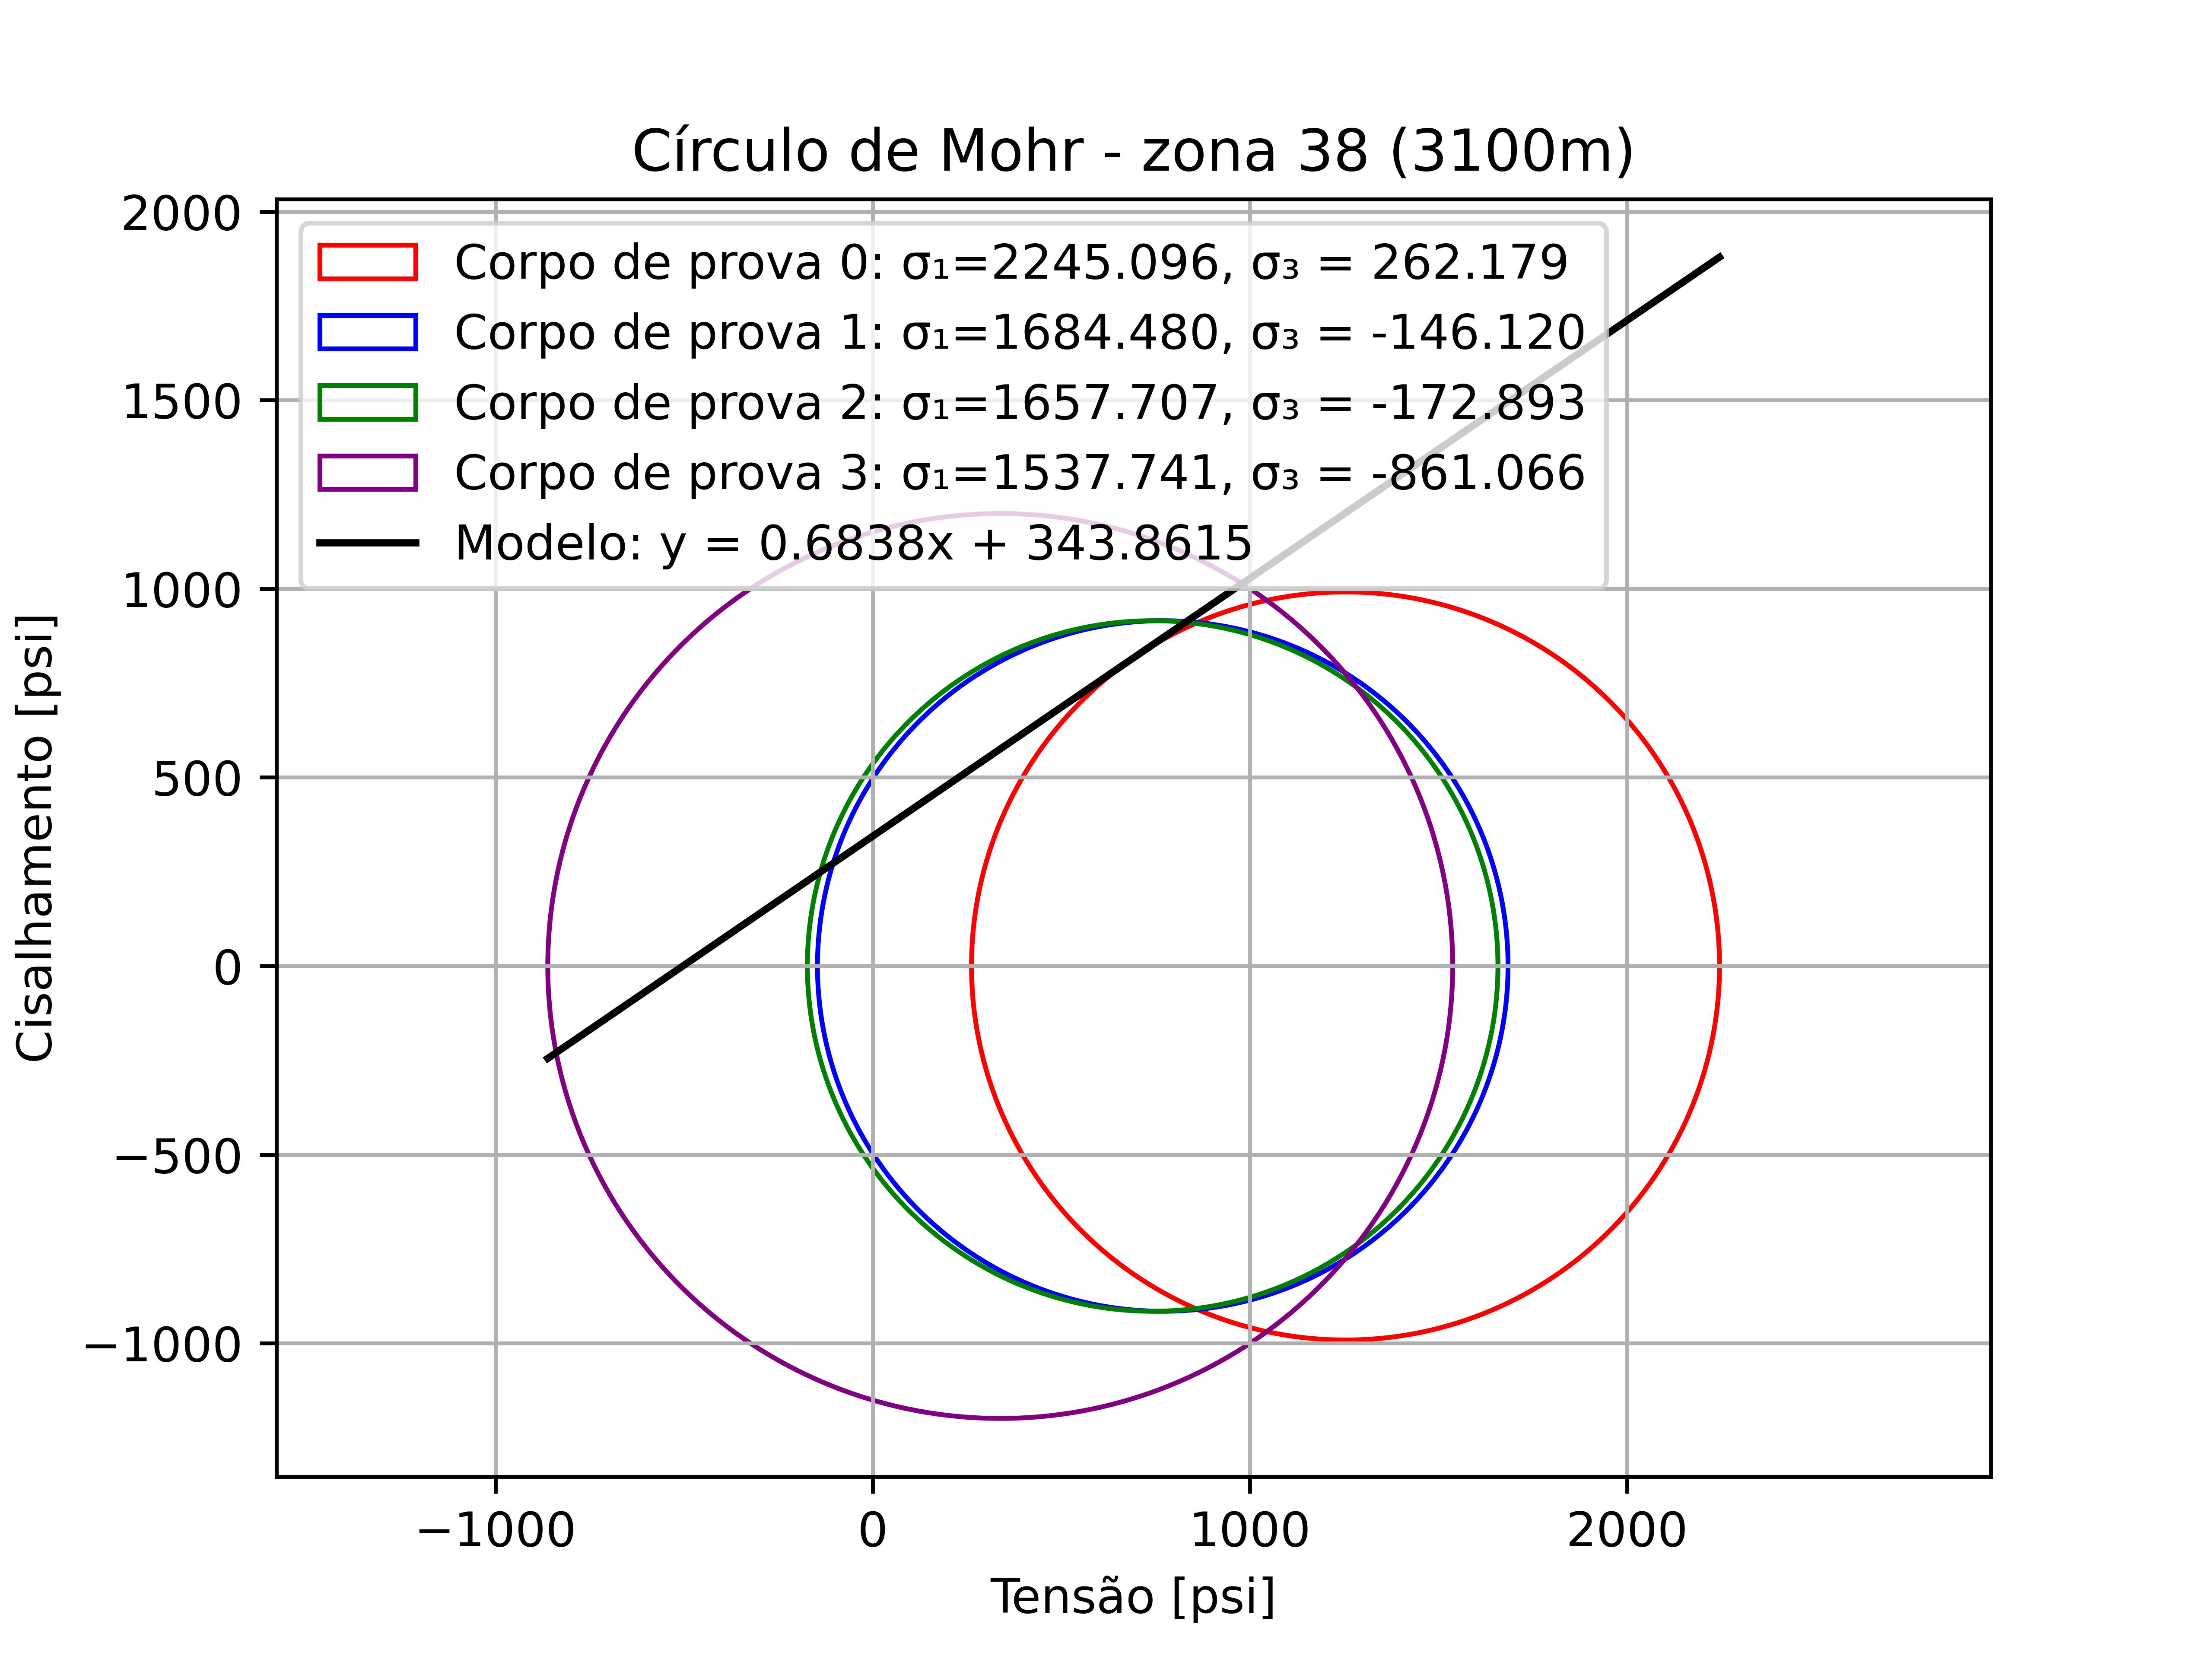 Círculo de Mohr - zona 38 (3100m)
2000
1500
1000
500
0
−500
−1000
Cisalhamento [psi]
Corpo de prova 0: σ₁=2245.096, σ₃ = 262.179
Corpo de prova 1: σ₁=1684.480, σ₃ = -146.120
Corpo de prova 2: σ₁=1657.707, σ₃ = -172.893
Corpo de prova 3: σ₁=1537.741, σ₃ = -861.066
Modelo: y = 0.6838x + 343.8615
−1000 0 1000 2000
Tensão [psi]